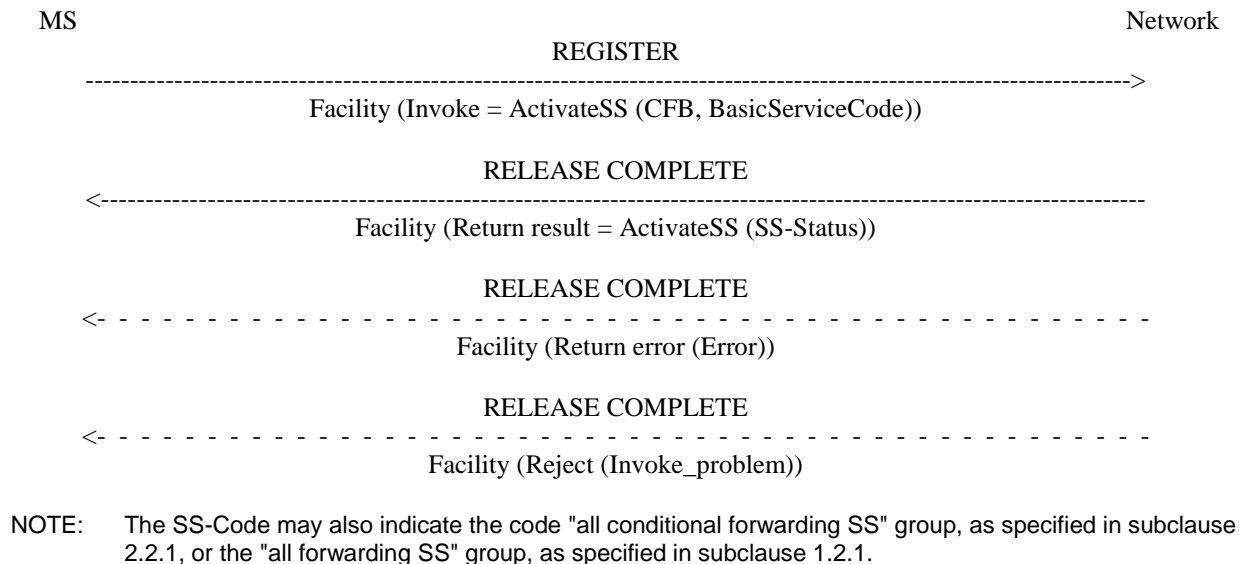 MS Network
REGISTER
------------------------------------------------------------------------------------------------------------------------>
Facility (Invoke = ActivateSS (CFB, BasicServiceCode))
RELEASE COMPLETE
<------------------------------------------------------------------------------------------------------------------------
Facility (Return result = ActivateSS (SS-Status))
RELEASE COMPLETE
<- - - - - - - - - - - - - - - - - - - - - - - - - - - - - - - - - - - - - - - - - - - - - - - - - - - - - - - - - -
Facility (Return error (Error))
RELEASE COMPLETE
<- - - - - - - - - - - - - - - - - - - - - - - - - - - - - - - - - - - - - - - - - - - - - - - - - - - - - - - - - -
Facility (Reject (Invoke_problem))
NOTE: The SS-Code may also indicate the code "all conditional forwarding SS" group, as specified in subclause
2.2.1, or the "all forwarding SS" group, as specified in subclause 1.2.1.